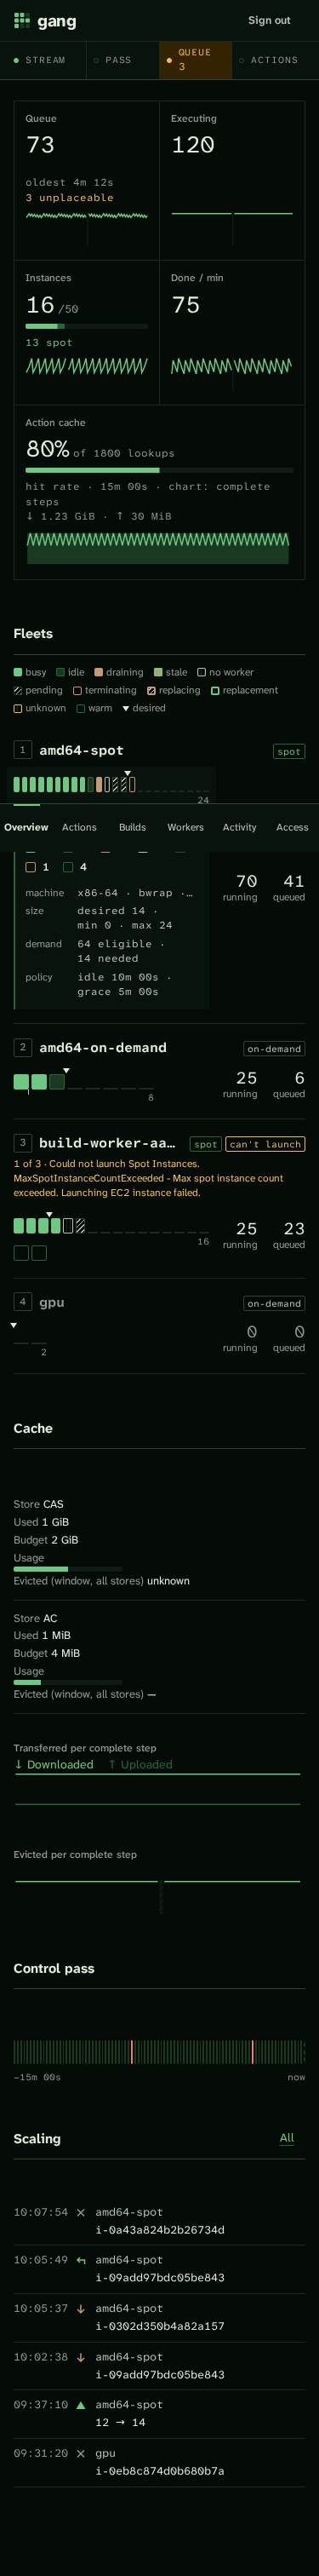 gang
Sign out
STREAM
PASS
QUEUE
3
ACTIONS
Queue
73
oldest 4m 12s
3 unplaceable
Executing
120
Instances
16 /50
13 spot
Done / min
75
Action cache
80% of 1800 lookups
hit rate · 15m 00s · chart: complete
steps
↓ 1.23 GiB · ↑ 30 MiB
Fleets
busy idle draining stale no worker
pending terminating replacing replacement
unknown warm desired
1 amd64-spot spot
24
Overview Actions Builds Workers Activity Access
1 4
machine x86-64 · bwrap ·…
size desired 14 ·
min 0 · max 24
demand 64 eligible ·
14 needed
policy idle 10m 00s ·
grace 5m 00s
70 41
running queued
2 amd64-on-demand on-demand
8
25 6
running queued
3 build-worker-aa… spot can't launch
1 of 3 · Could not launch Spot Instances.
MaxSpotInstanceCountExceeded - Max spot instance count
exceeded. Launching EC2 instance failed.
16
25 23
running queued
4 gpu on-demand
2
0 0
running queued
Cache
Store CAS
Used 1 GiB
Budget 2 GiB
Usage
Evicted (window, all stores) unknown
Store AC
Used 1 MiB
Budget 4 MiB
Usage
Evicted (window, all stores) —
Transferred per complete step
↓ Downloaded ↑ Uploaded
Evicted per complete step
Control pass
−15m 00s now
Scaling All
10:07:54 × amd64-spot
i-0a43a824b2b26734d
10:05:49 amd64-spot
i-09add97bdc05be843
10:05:37 ↓ amd64-spot
i-0302d350b4a82a157
10:02:38 ↓ amd64-spot
i-09add97bdc05be843
09:37:10 ▲ amd64-spot
12 → 14
09:31:20 × gpu
i-0eb8c874d0b680b7a